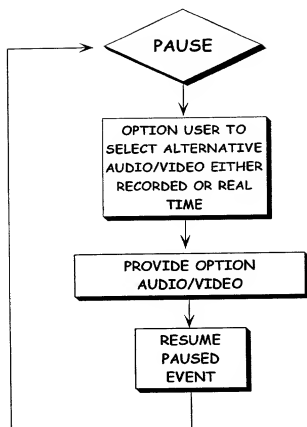 PAUSE
OPTION USER TO
SELECT ALTERNATIVE
AUDIO/VIDEO EITHER
RECORDED OR REAL
TIME
PROVIDE OPTION
AUDIO/VIDEO
RESUME
PAUSED
EVENT